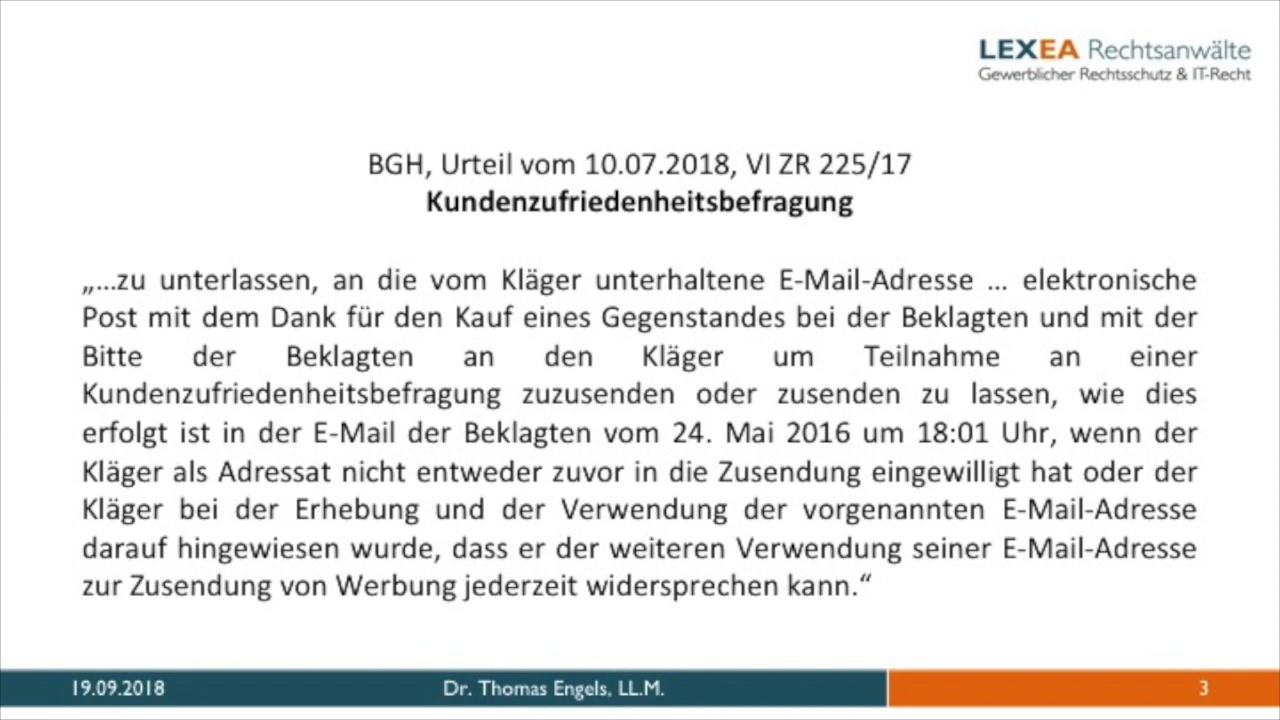 LEXEA Rechtsanwälte
Gewerblicher Rechtsschutz & IT-Recht
BGH, Urteil vom 10.07.2018, VI ZR 225/17
Kundenzufriedenheitsbefragung
„…zu unterlassen, an die vom Kläger unterhaltene E-Mail-Adresse … elektronische
Post mit dem Dank für den Kauf eines Gegenstandes bei der Beklagten und mit der
Bitte der Beklagten an den Kläger um Teilnahme an einer
Kundenzufriedenheitsbefragung zuzusenden oder zusenden zu lassen, wie dies
erfolgt ist in der E-Mail der Beklagten vom 24. Mai 2016 um 18:01 Uhr, wenn der
Kläger als Adressat nicht entweder zuvor in die Zusendung eingewilligt hat oder der
Kläger bei der Erhebung und der Verwendung der vorgenannten E-Mail-Adresse
darauf hingewiesen wurde, dass er der weiteren Verwendung seiner E-Mail-Adresse
zur Zusendung von Werbung jederzeit widersprechen kann.“
19.09.2018
Dr. Thomas Engels, LL.M.
3